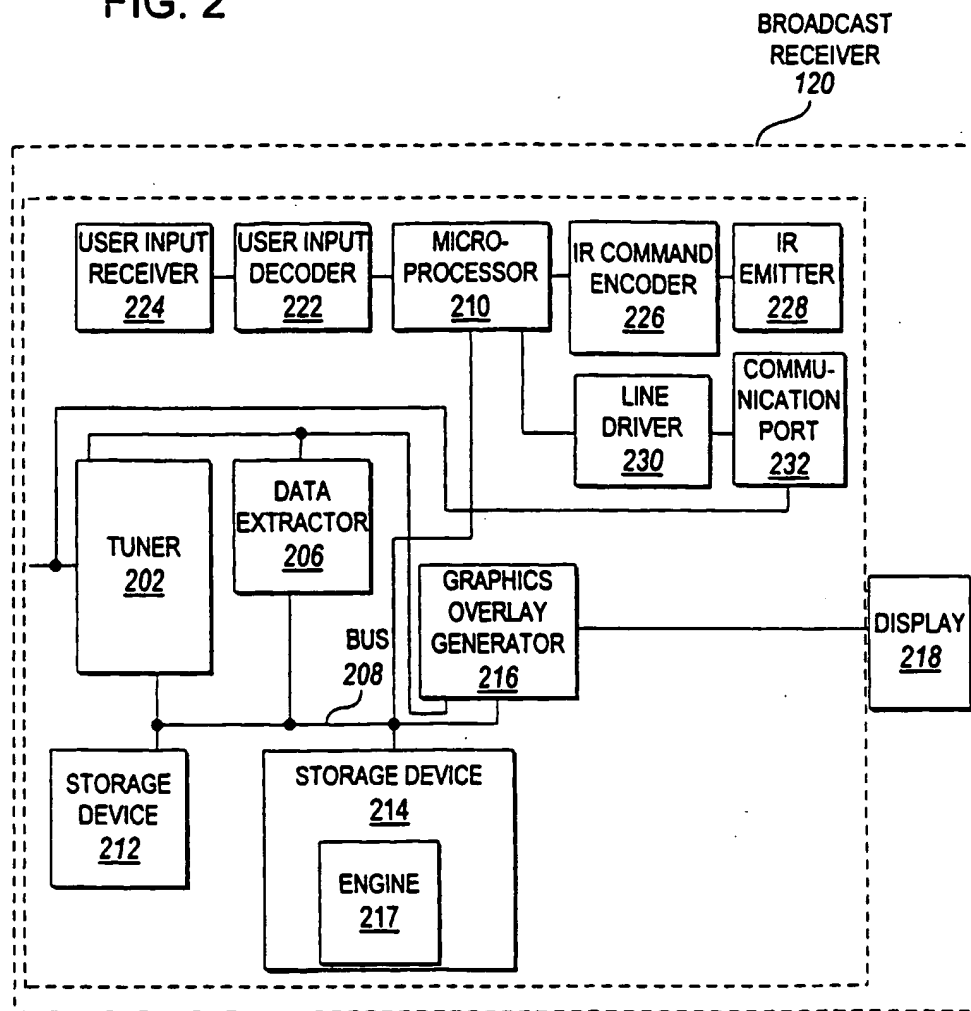 FIG. 2
BROADCAST
RECEIVER
120
USER INPUT
RECEIVER
224
USER INPUT
DECODER
222
MICRO-
PROCESSOR
210
IR COMMAND
ENCODER
226
IR
EMITTER
228
LINE
DRIVER
230
COMMU-
NICATION
PORT
232
TUNER
202
DATA
EXTRACTOR
206
GRAPHICS
OVERLAY
GENERATOR
216
DISPLAY
218
BUS
208
STORAGE
DEVICE
212
STORAGE DEVICE
214
ENGINE
217